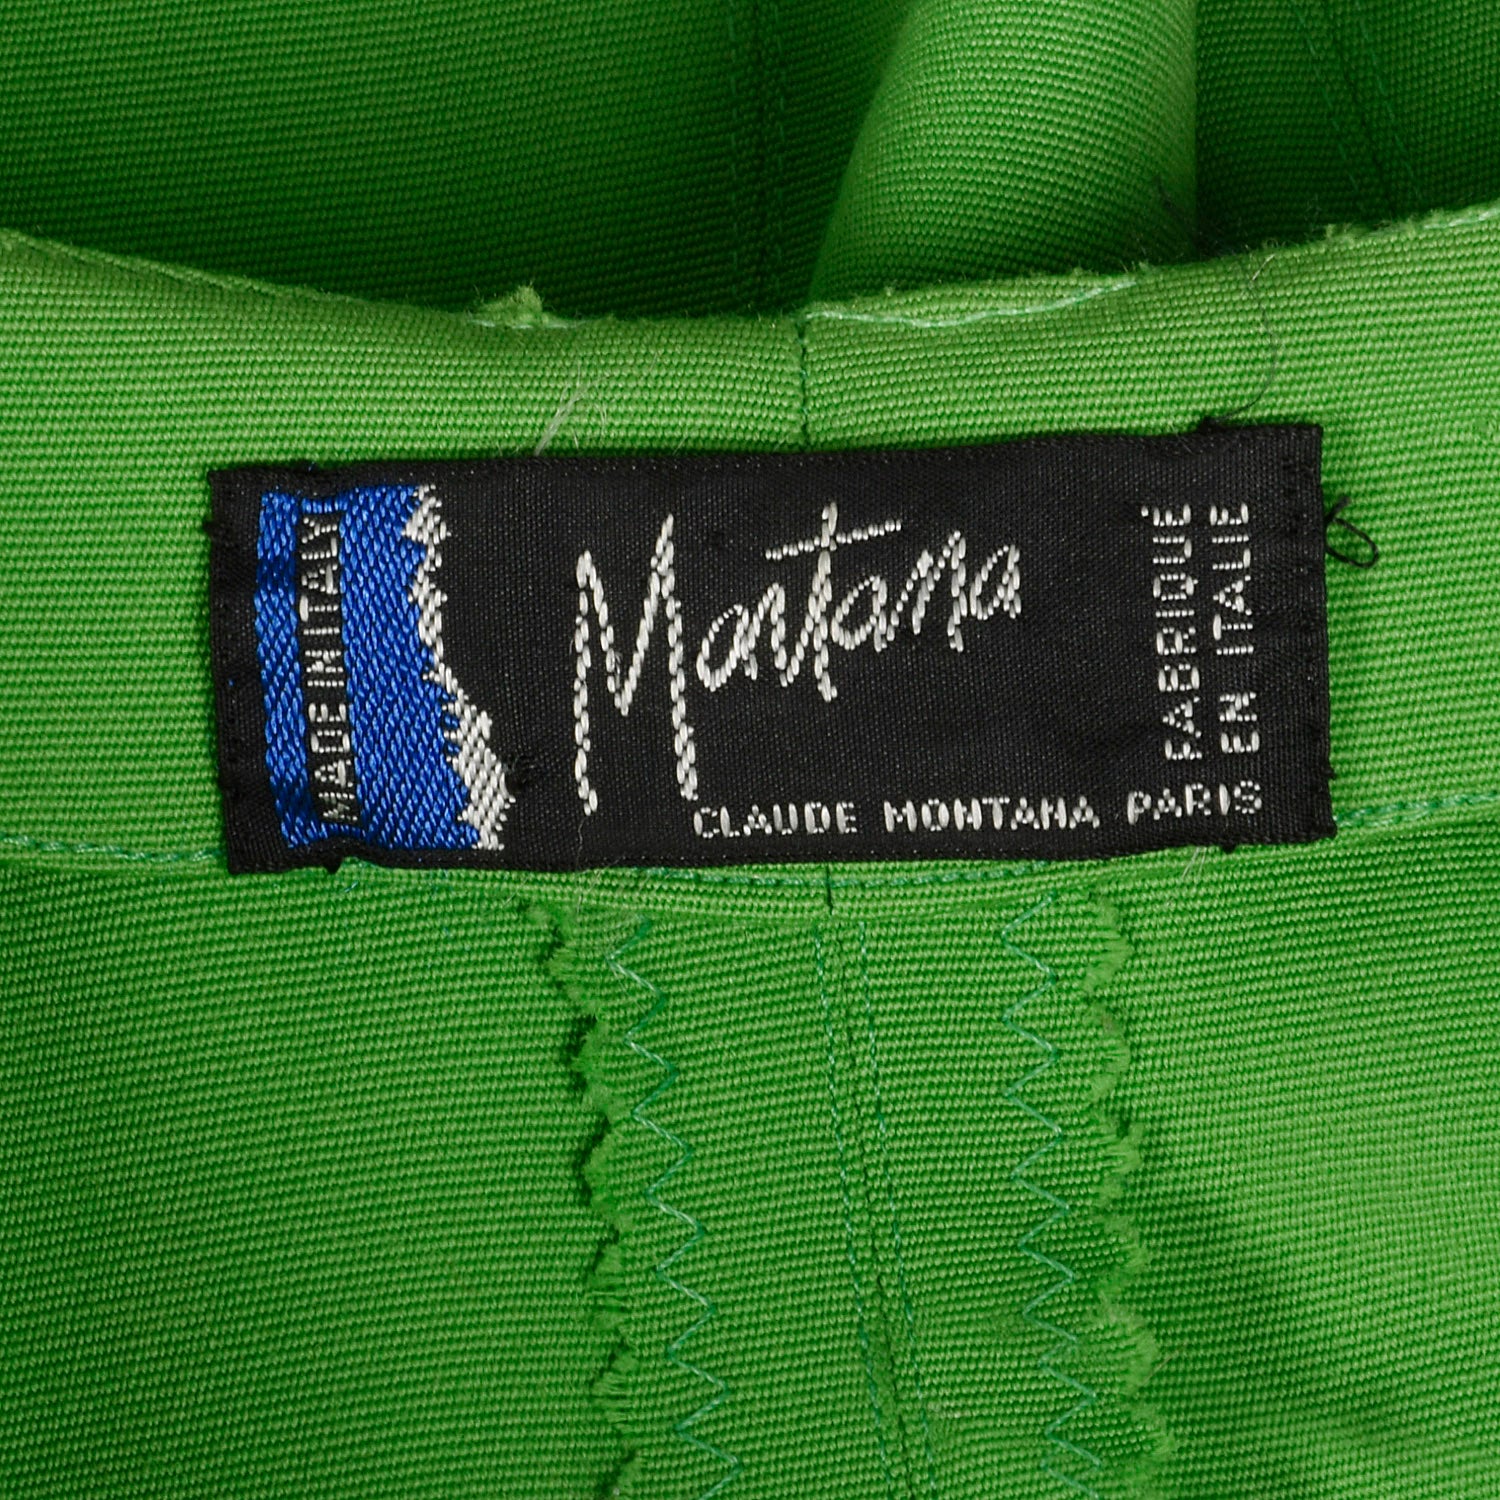 MADE IN ITALY
Montana
FABRIQUÉ
EN ITALIE
CLAUDE MONTANA PARIS